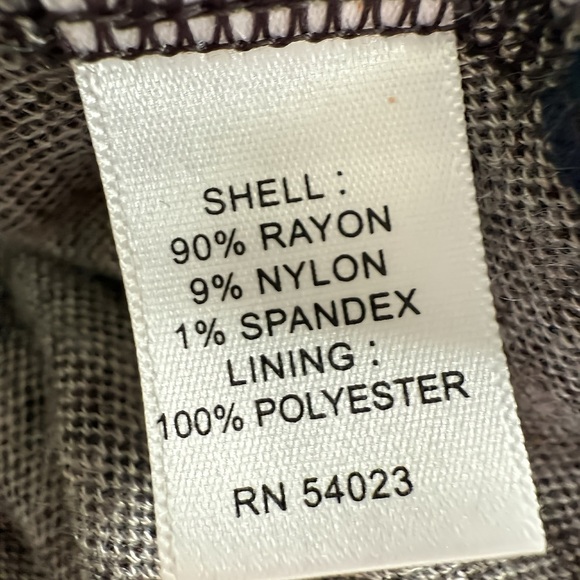 SHELL :
90% RAYON
9% NYLON
1% SPANDEX
LINING :
100% POLYESTER
RN 54023